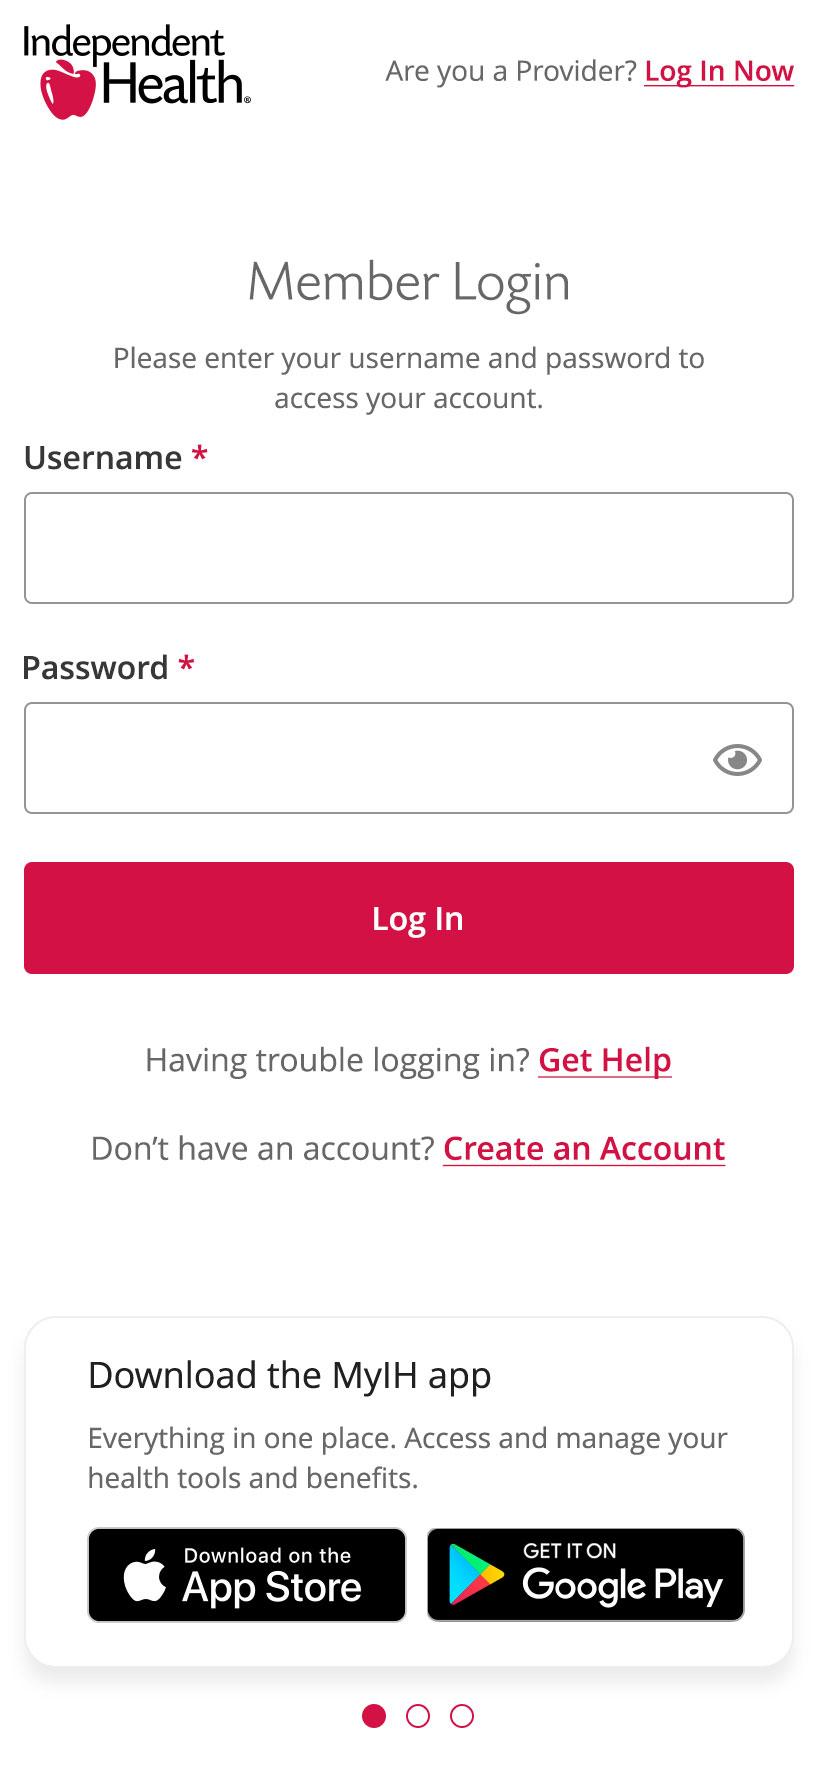 Independent
Health®
Are you a Provider? Log In Now
Member Login
Please enter your username and password to
access your account.
Username *
Password *
Log In
Having trouble logging in? Get Help
Don’t have an account? Create an Account
Download the MyIH app
Everything in one place. Access and manage your
health tools and benefits.
Download on the
App Store
GET IT ON
Google Play